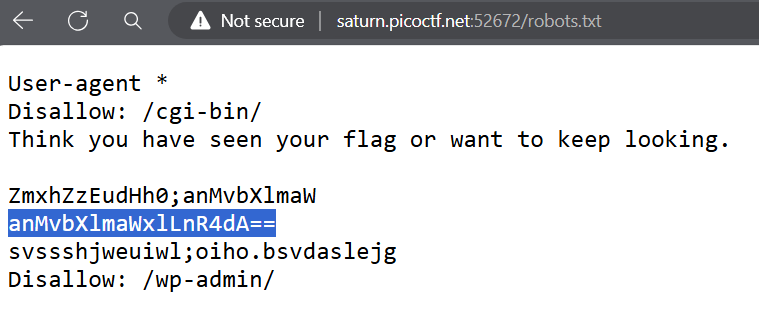 Not secure | saturn.picoctf.net:52672/robots.txt
User-agent *
Disallow: /cgi-bin/
Think you have seen your flag or want to keep looking.
ZmxhZzEudHh0;anMvbXlmaW
anMvbXlmaWxlLnR4dA==
svssshjweuiwl;oiho.bsvdaslejg
Disallow: /wp-admin/